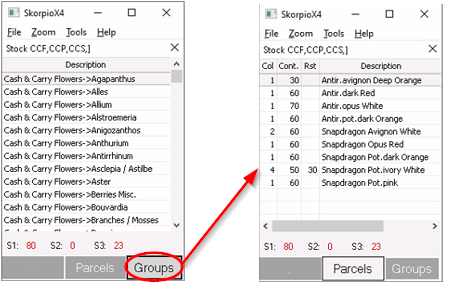 SkorpioX4
File Zoom Tools Help
Stock CCF,CCP,CCS,]
Description
Cash & Carry Flowers->Agapanthus
Cash & Carry Flowers->Alles
Cash & Carry Flowers->Allium
Cash & Carry Flowers->Alstroemeria
Cash & Carry Flowers->Anigozanthos
Cash & Carry Flowers->Anthurium
Cash & Carry Flowers->Antirrhinum
Cash & Carry Flowers->Asclepia / Astilbe
Cash & Carry Flowers->Aster
Cash & Carry Flowers->Berries Misc.
Cash & Carry Flowers->Bouvardia
Cash & Carry Flowers->Branches / Mosses
S1: 80 S2: 0 S3: 23
. Parcels Groups
SkorpioX4
File Zoom Tools Help
Stock CCF,CCP,CCS,]
Col Cont. Rst Description
1 30 Antir.avignon Deep Orange
1 60 Antir.dark Red
1 70 Antir.opus White
1 60 Antir.pot.dark Orange
2 60 Snapdragon Avignon White
1 60 Snapdragon Opus Red
1 60 Snapdragon Pot.dark Orange
4 50 30 Snapdragon Pot.ivory White
1 60 Snapdragon Pot.pink
S1: 80 S2: 0 S3: 23
. Parcels Groups